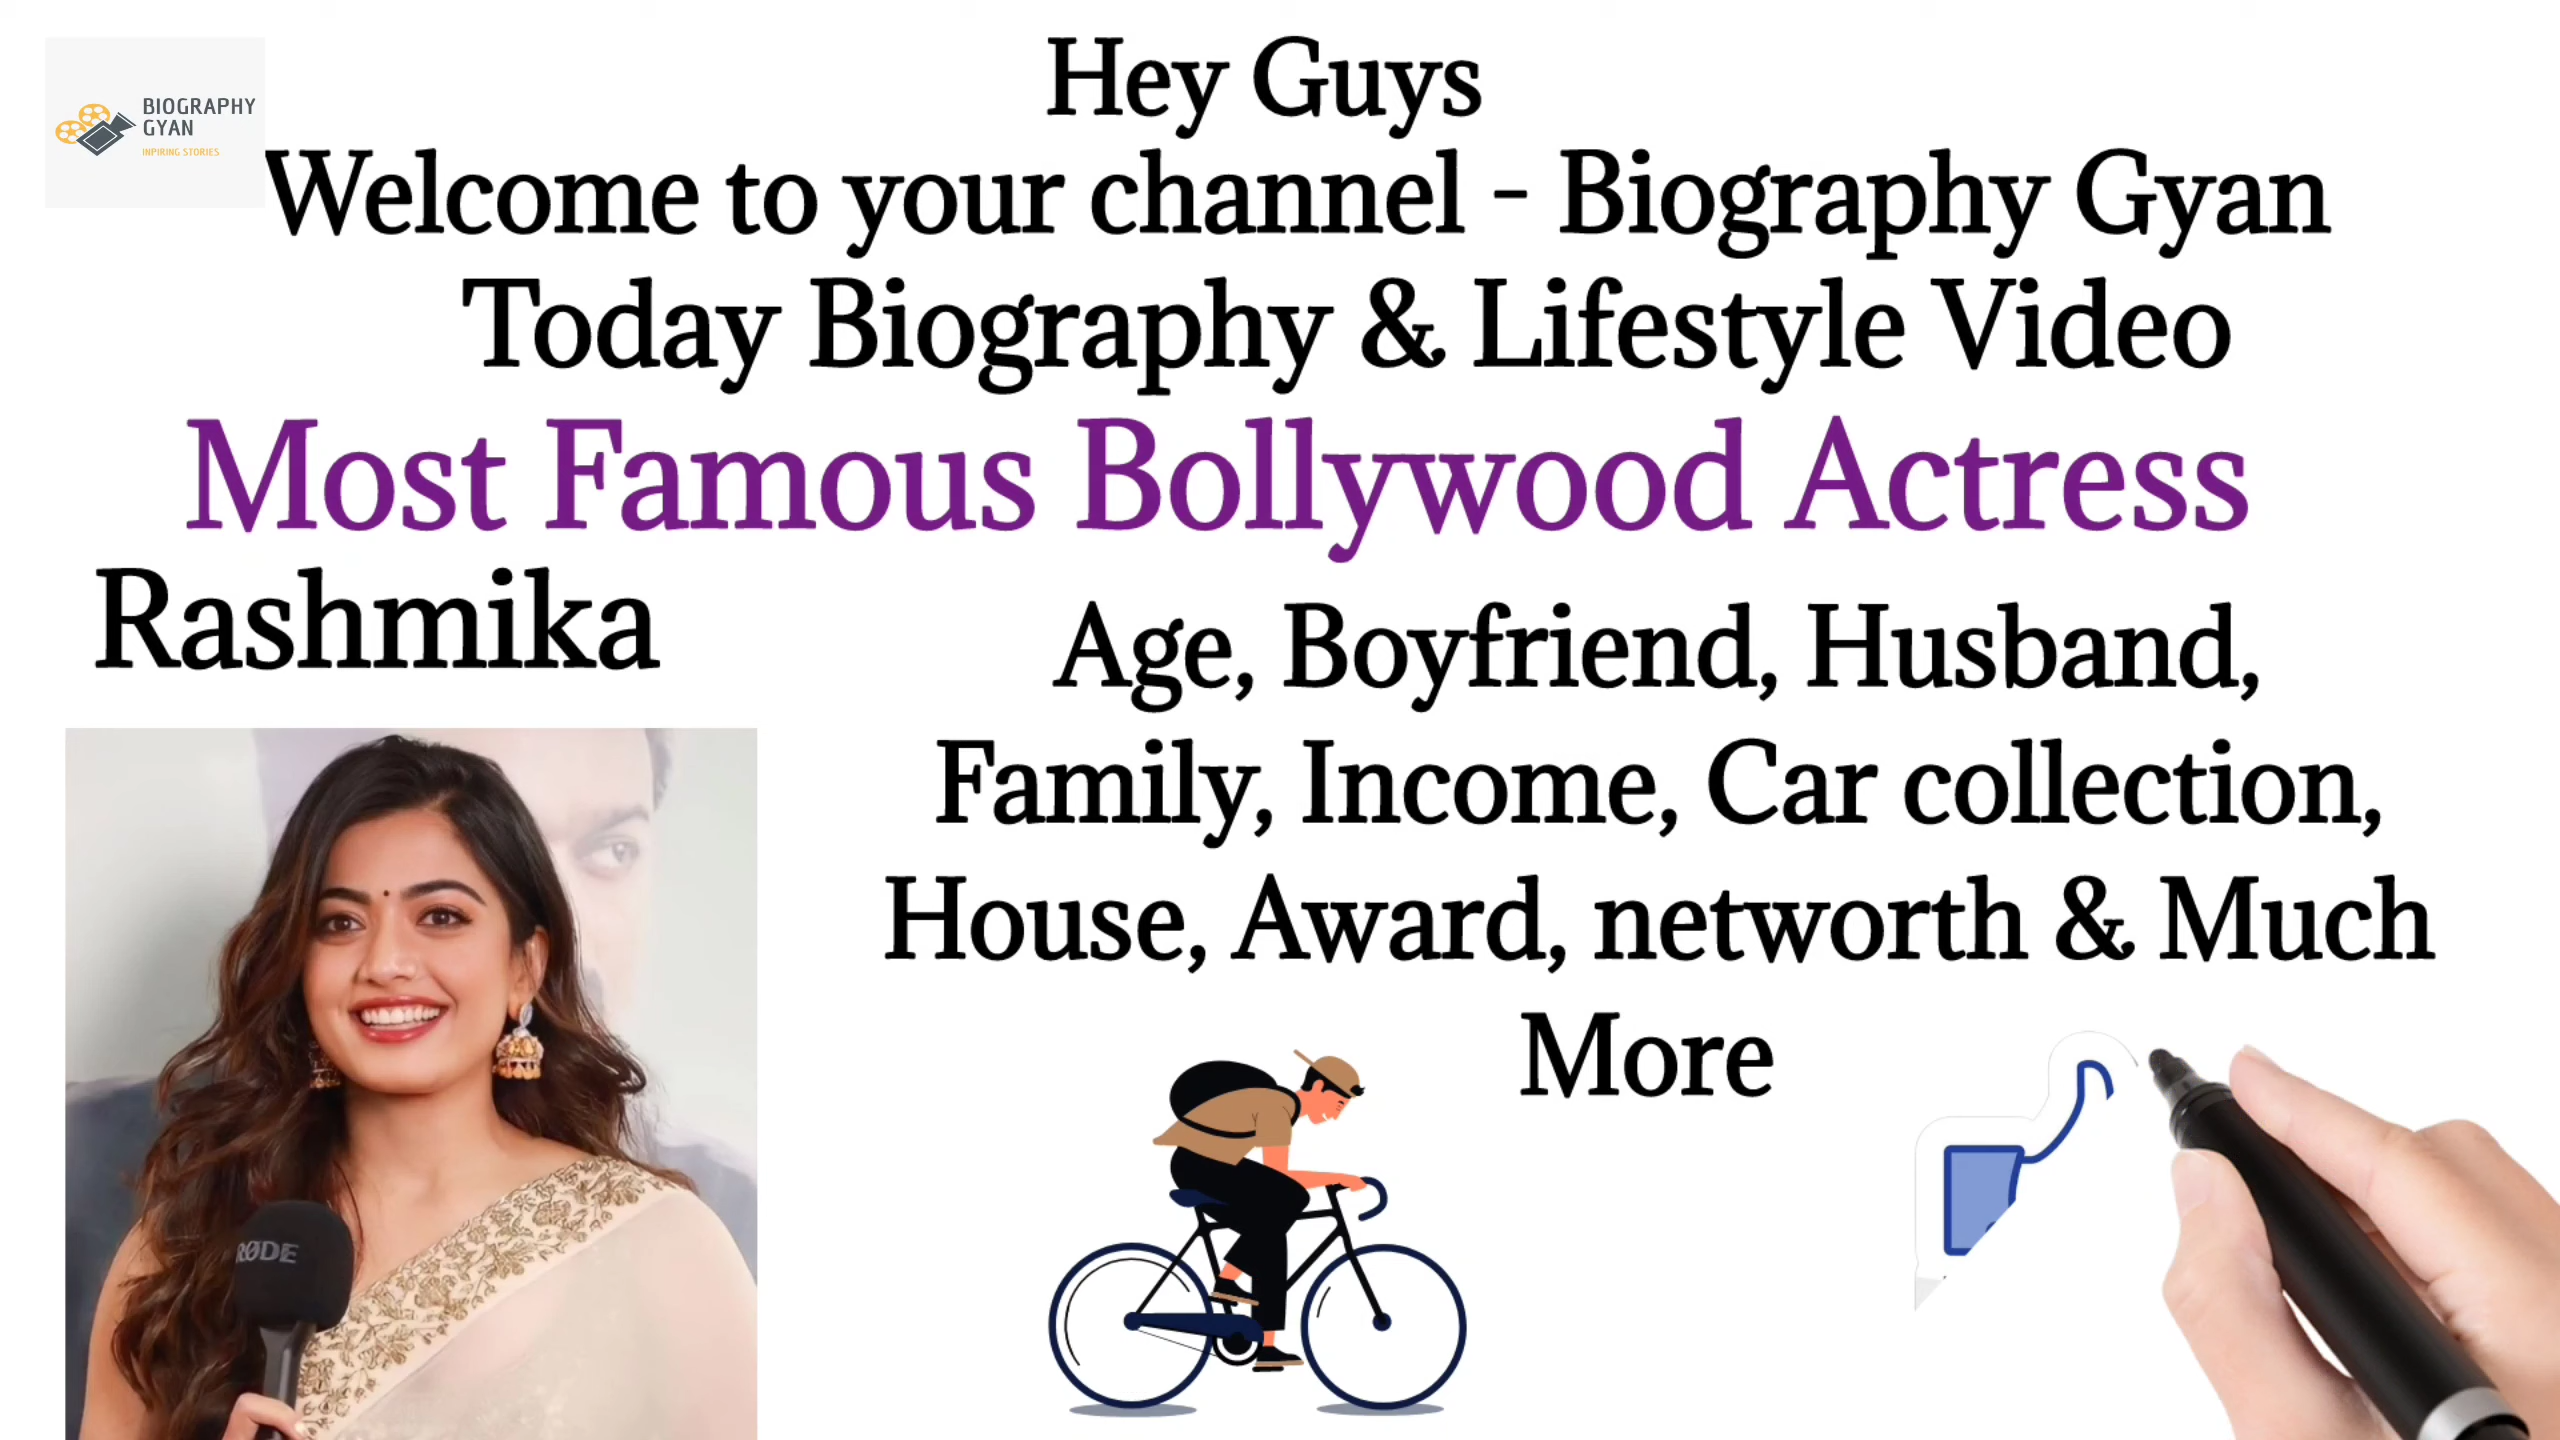 BIOGRAPHY
GYAN
INPIRING STORIES
Hey Guys
Welcome to your channel - Biography Gyan
Today Biography & Lifestyle Video
Most Famous Bollywood Actress
Rashmika
Age, Boyfriend, Husband,
Family, Income, Car collection,
House, Award, networth & Much
More
RØDE